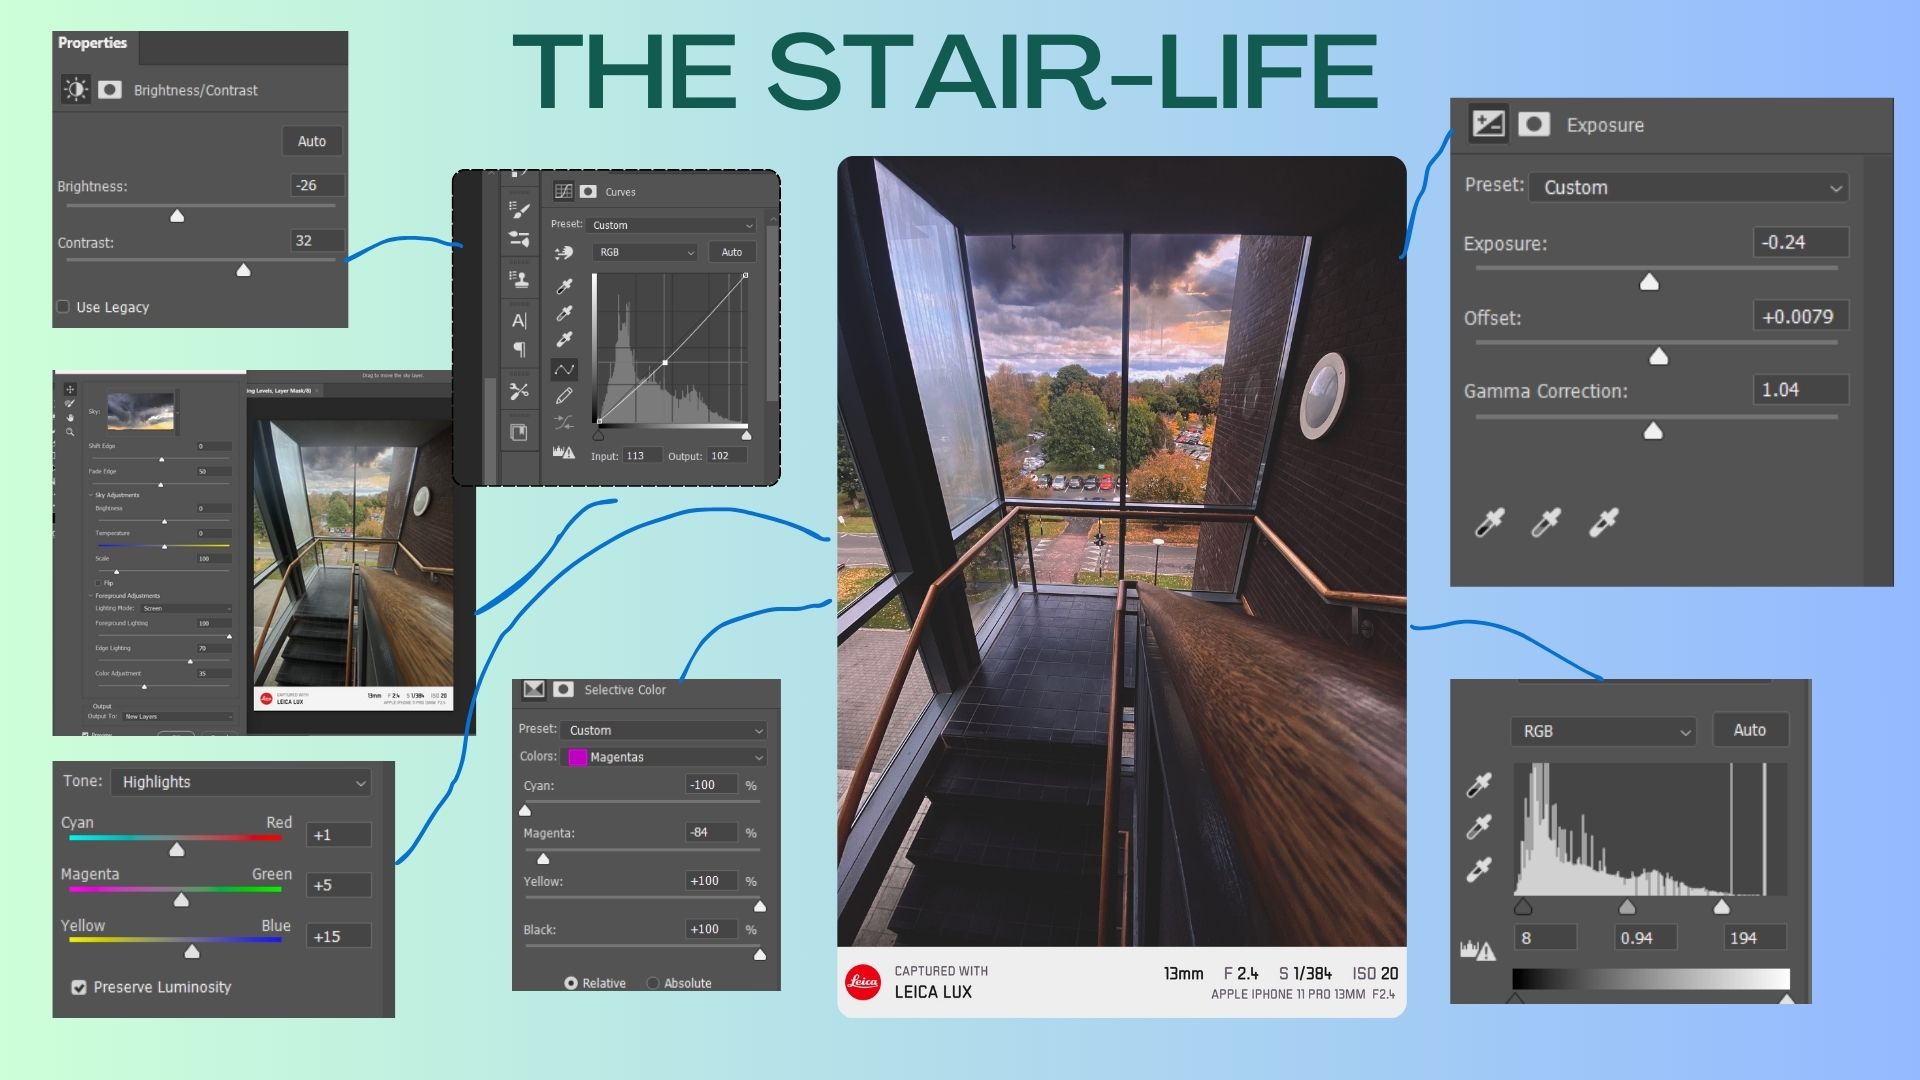 THE STAIR-LIFE
Properties
Brightness/Contrast
Auto
Brightness: -26
Contrast: 32
Use Legacy
Curves
Preset: Custom
RGB Auto
Input: 113 Output: 102
Drag to move the sky layer.
ing Levels, Layer Mask/8)
Sky:
Shift Edge 0
Fade Edge 50
Sky Adjustments
Brightness 0
Temperature 0
Scale 100
Flip
Foreground Adjustments
Lighting Mode: Screen
Foreground Lighting 100
Edge Lighting 70
Color Adjustment 35
Output
Output To: New Layers
CAPTURED WITH
LEICA LUX
13mm F 2.4 S 1/384 ISO 20
APPLE IPHONE 11 PRO 13MM F2.4
Tone: Highlights
Cyan Red +1
Magenta Green +5
Yellow Blue +15
Preserve Luminosity
Selective Color
Preset: Custom
Colors: Magentas
Cyan: -100 %
Magenta: -84 %
Yellow: +100 %
Black: +100 %
Relative Absolute
Leica
CAPTURED WITH
LEICA LUX
13mm F 2.4 S 1/384 ISO 20
APPLE IPHONE 11 PRO 13MM F2.4
Exposure
Preset: Custom
Exposure: -0.24
Offset: +0.0079
Gamma Correction: 1.04
RGB Auto
8 0.94 194